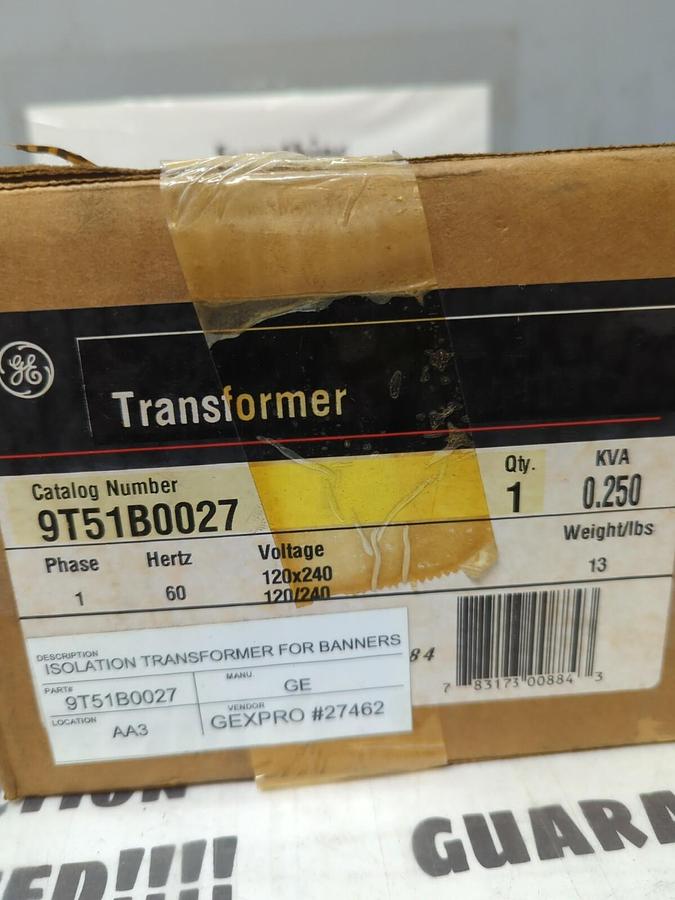 GE
Transformer
Catalog Number
9T51B0027
Qty.
1
KVA
0.250
Phase
1
Hertz
60
Voltage
120x240
120/240
Weight/lbs
13
DESCRIPTION
ISOLATION TRANSFORMER FOR BANNERS
PART#
9T51B0027
MANU.
GE
LOCATION
AA3
VENDOR
GEXPRO #27462
84
7 83173 00884 3